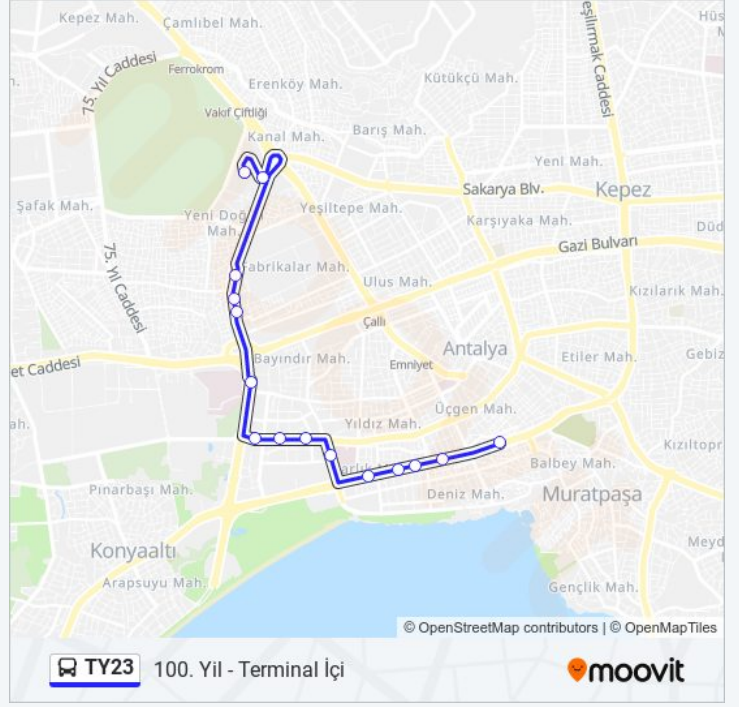 Kepez Mah.
Çamlıbel Mah.
Hüs
75. Yıl Caddesi
Ferrokrom
Erenköy Mah.
Kütükçü Mah.
eşilırmak Caddesi
Vakıf Çiftliği
Kanal Mah.
Barış Mah.
Yeni Mah.
Sakarya Blv.
Kepez
Şafak Mah.
Yeni Doğ
Mah.
Yeşiltepe Mah.
Karşıyaka Mah.
Düd
Gazi Bulvarı
75. Yıl Caddesi
Fabrikalar Mah.
Ulus Mah.
Kızılarık Mah.
Çallı
et Caddesi
Bayındır Mah.
Emniyet
Antalya
Etiler Mah.
Gebiz
ah.
Yıldız Mah.
Üçgen Mah.
Kızıltopr
Balbey Mah.
Pınarbaşı Mah.
Deniz Mah.
Muratpaşa
Konyaaltı
Meyd
Arapsuyu Mah.
Gençlik Mah.
© OpenStreetMap contributors | © OpenMapTiles
TY23 100. Yil - Terminal İçi
moovit